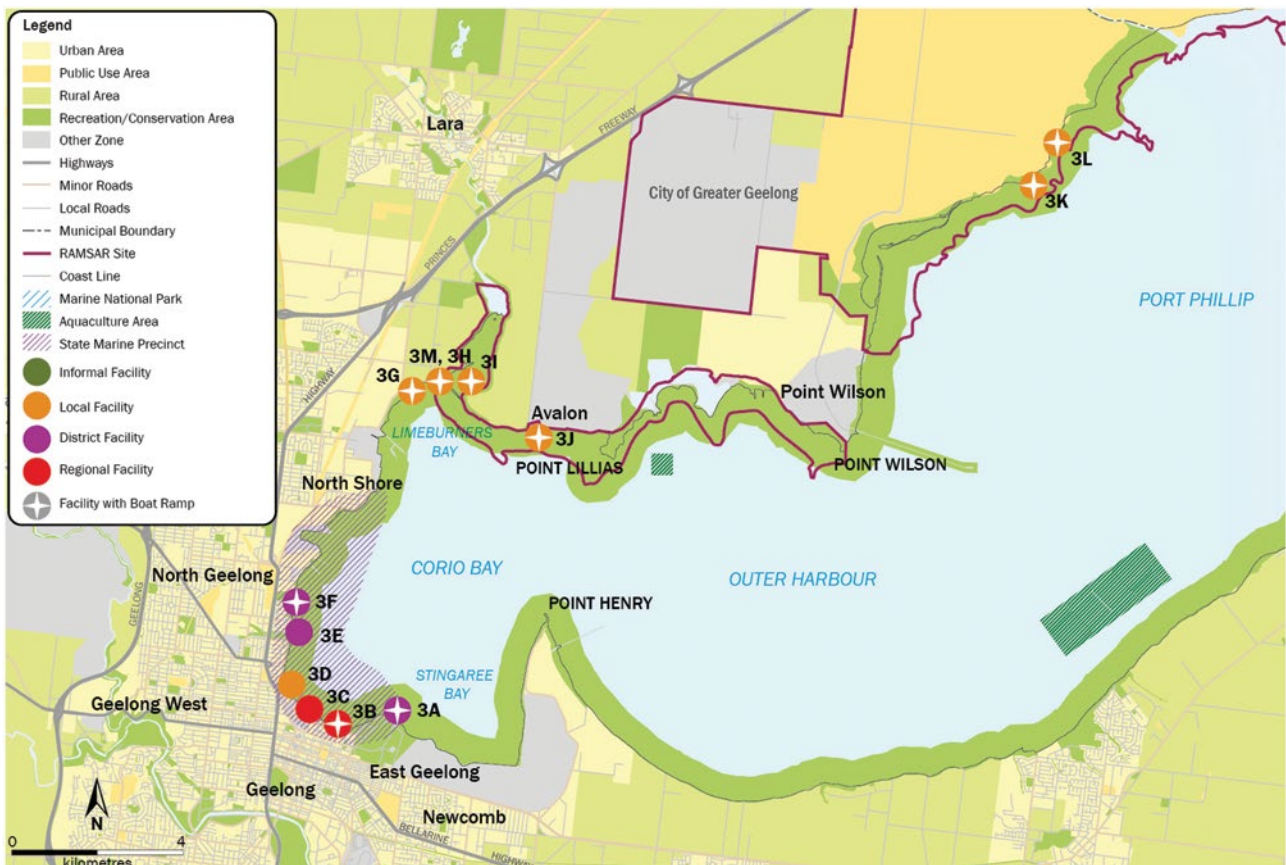 Legend
Urban Area
Public Use Area
Rural Area
Recreation/Conservation Area
Other Zone
Highways
Minor Roads
Local Roads
Municipal Boundary
RAMSAR Site
Coast Line
Marine National Park
Aquaculture Area
State Marine Precinct
Informal Facility
Local Facility
District Facility
Regional Facility
Facility with Boat Ramp
Lara
FREEWAY
PRINCES
HIGHWAY
City of Greater Geelong
3L
3K
PORT PHILLIP
3M, 3H
3I
3G
Avalon
3J
LIMEBURNERS
BAY
POINT LILLIAS
Point Wilson
POINT WILSON
North Shore
CORIO BAY
OUTER HARBOUR
North Geelong
GEELONG
3F
3E
POINT HENRY
STINGAREE
BAY
3D
3C
3B
3A
Geelong West
East Geelong
Geelong
Newcomb
BELLARINE
HIGHWAY
N
0 4
kilometres